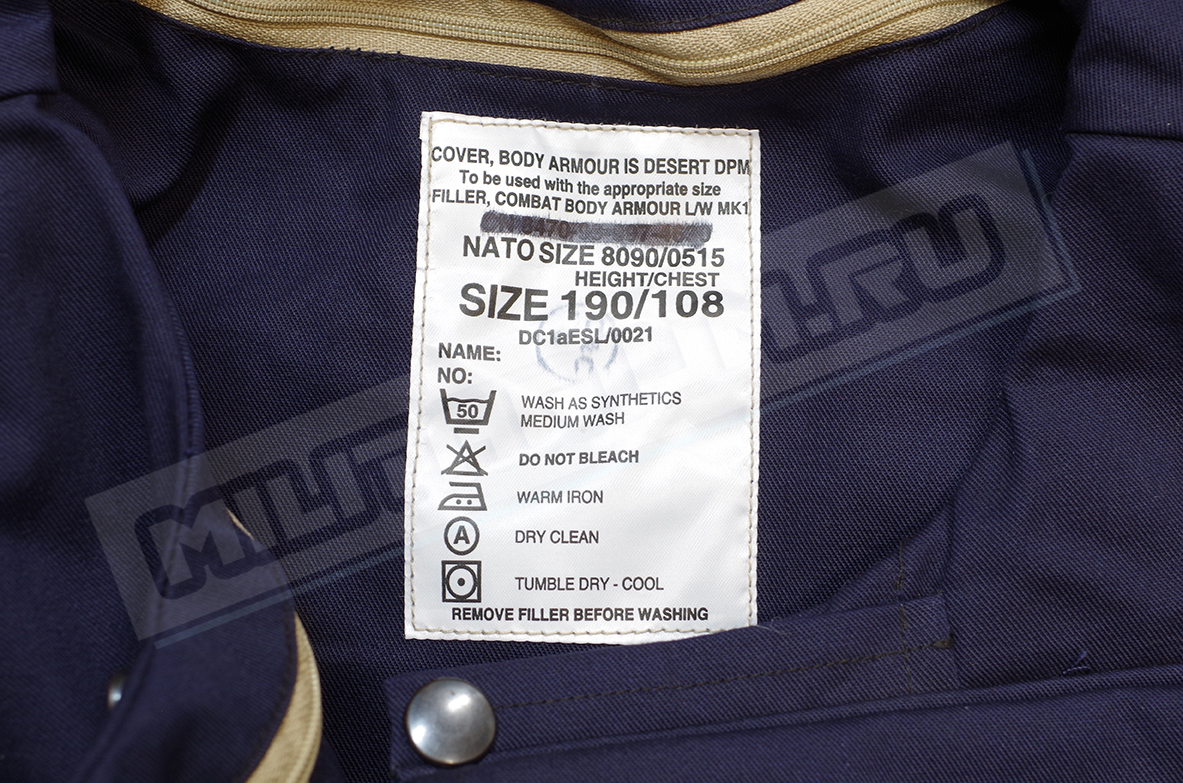 COVER, BODY ARMOUR IS DESERT DPM
To be used with the appropriate size
FILLER, COMBAT BODY ARMOUR L/W MK1
NATO SIZE 8090/0515
HEIGHT/CHEST
SIZE 190/108
DC1aESL/0021
NAME:
NO:
50
WASH AS SYNTHETICS
MEDIUM WASH
DO NOT BLEACH
WARM IRON
A
DRY CLEAN
TUMBLE DRY - COOL
REMOVE FILLER BEFORE WASHING